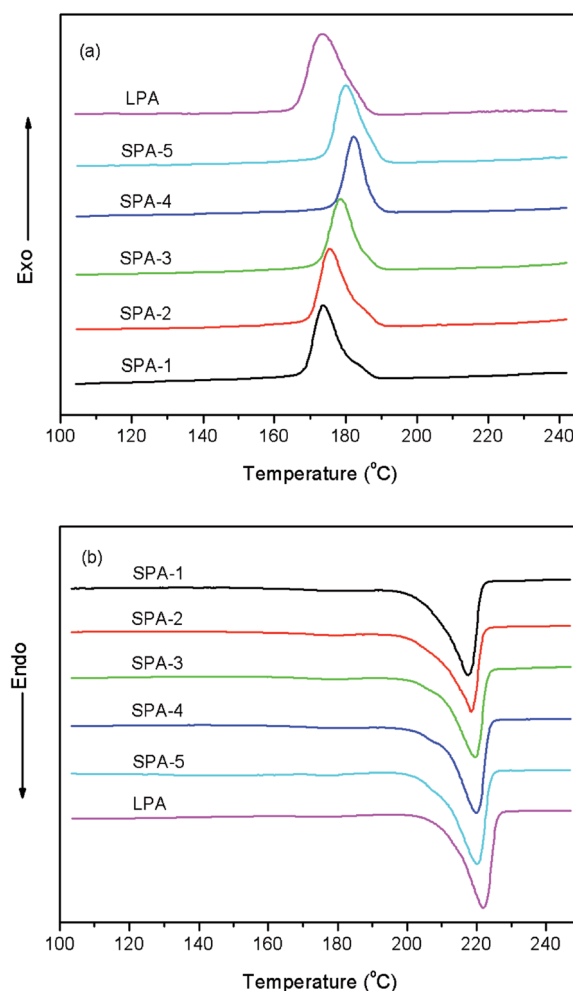 (a)
LPA
SPA-5
SPA-4
SPA-3
SPA-2
SPA-1
Exo
100 120 140 160 180 200 220 240
Temperature (°C)
(b)
SPA-1
SPA-2
SPA-3
SPA-4
SPA-5
LPA
Endo
100 120 140 160 180 200 220 240
Temperature (°C)